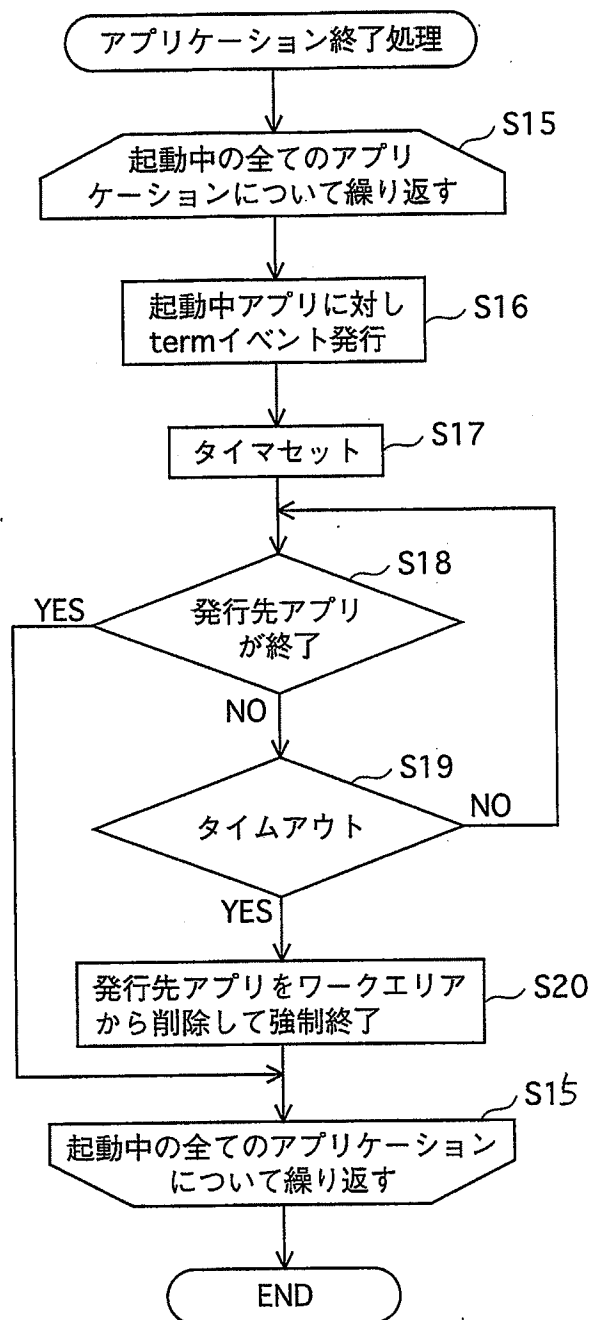 アプリケーション終了処理
S15
起動中の全てのアプリ
ケーションについて繰り返す
S16
起動中アプリに対し
termイベント発行
S17
タイマセット
S18
YES
発行先アプリ
が終了
NO
S19
NO
タイムアウト
YES
S20
発行先アプリをワークエリア
から削除して強制終了
S15
起動中の全てのアプリケーション
について繰り返す
END